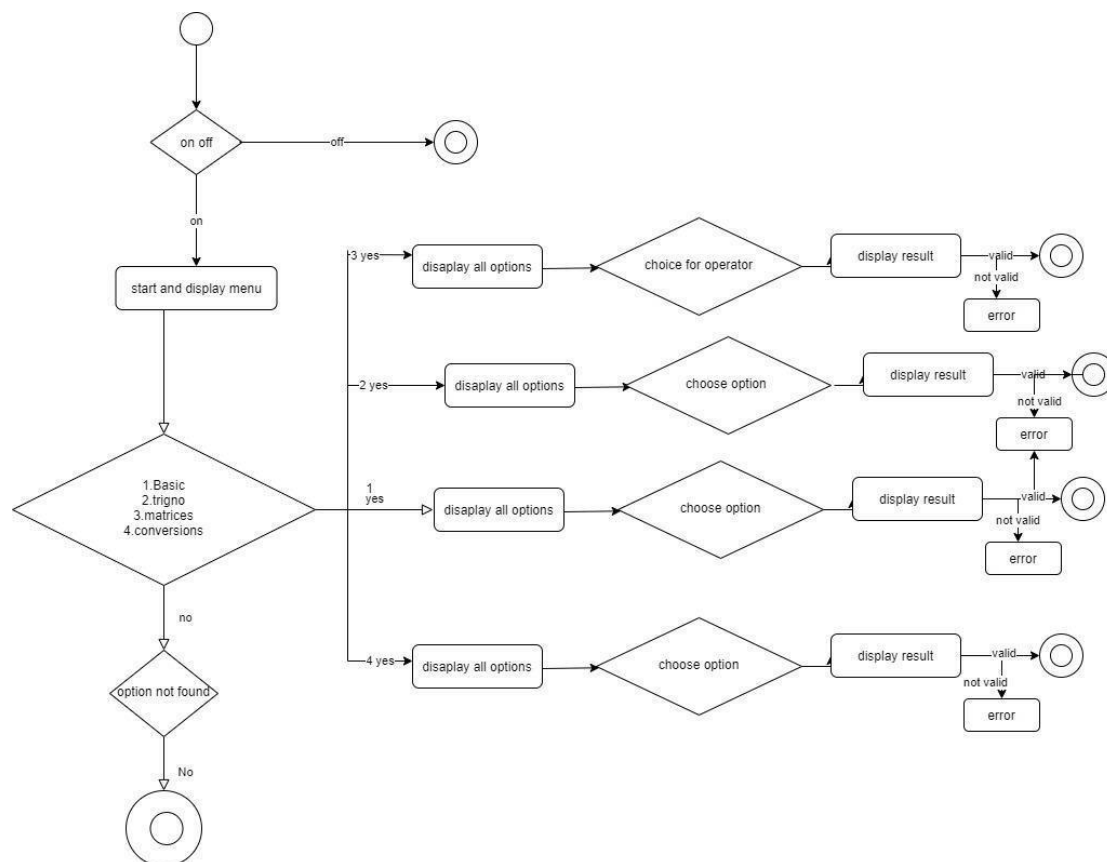 on off
off
on
start and display menu
3 yes
disaplay all options
choice for operator
display result
valid
not valid
error
2 yes
disaplay all options
choose option
display result
valid
not valid
error
1.Basic
2.trigno
3.matrices
4.conversions
1
yes
disaplay all options
choose option
display result
valid
not valid
error
no
4 yes
disaplay all options
choose option
display result
valid
not valid
error
option not found
No